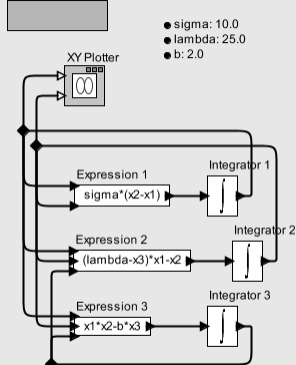 sigma: 10.0
lambda: 25.0
b: 2.0
XY Plotter
Expression 1
sigma*(x2-x1)
Integrator 1
Expression 2
(lambda-x3)*x1-x2
Integrator 2
Expression 3
x1*x2-b*x3
Integrator 3